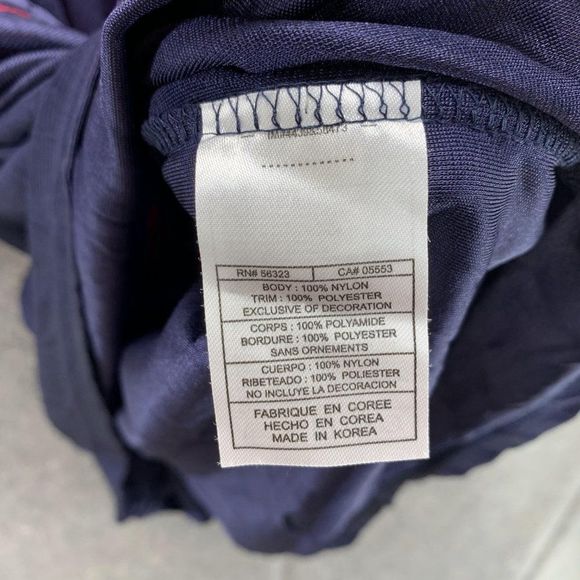 RN# 56323 CA# 05553
BODY : 100% NYLON
TRIM : 100% POLYESTER
EXCLUSIVE OF DECORATION
CORPS : 100% POLYAMIDE
BORDURE : 100% POLYESTER
SANS ORNEMENTS
CUERPO : 100% NYLON
RIBETEADO : 100% POLIESTER
NO INCLUYE LA DECORACION
FABRIQUE EN COREE
HECHO EN COREA
MADE IN KOREA